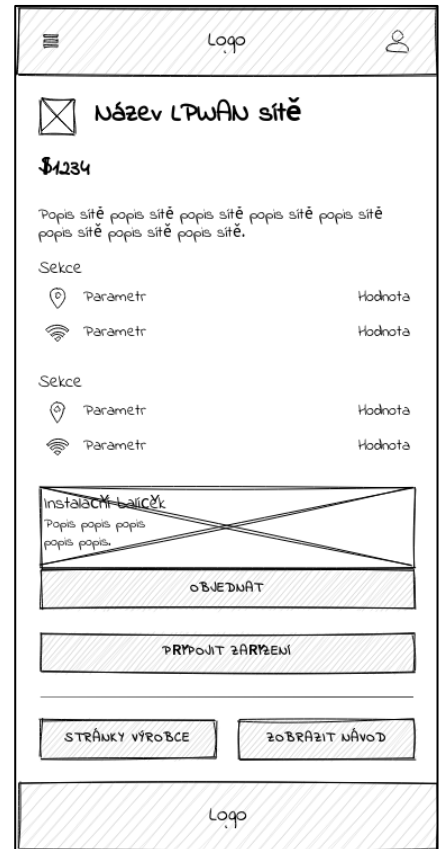 Logo
Název LPWAN sítě
$1234
Popis sítě popis sítě popis sítě popis sítě popis sítě
popis sítě popis sítě popis sítě.
Sekce
Parametr Hodnota
Parametr Hodnota
Sekce
Parametr Hodnota
Parametr Hodnota
Instalační balíček
Popis popis popis
popis popis.
OBJEDNAT
PŘIPOJIT ZAŘÍZENÍ
STRÁNKY VÝROBCE ZOBRAZIT NÁVOD
Logo